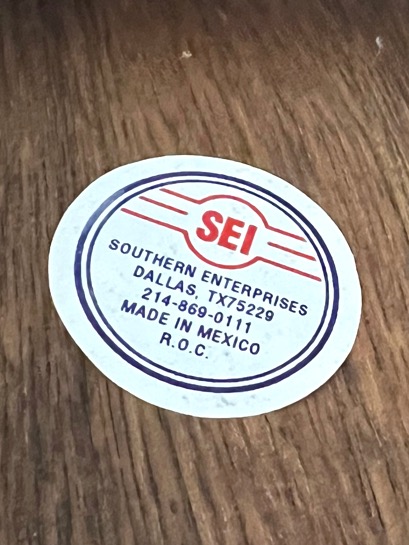 SEI
SOUTHERN ENTERPRISES
DALLAS, TX75229
214-869-0111
MADE IN MEXICO
R.O.C.